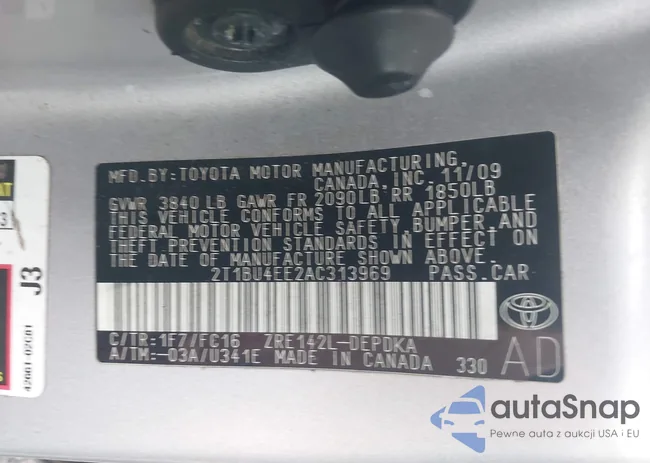 MFD.BY:TOYOTA MOTOR MANUFACTURING,
CANADA,INC. 11/09
GVWR 3840 LB GAWR FR 2090LB RR 1850LB
THIS VEHICLE CONFORMS TO ALL APPLICABLE
FEDERAL MOTOR VEHICLE SAFETY,BUMPER,AND
THEFT PREVENTION STANDARDS IN EFFECT ON
THE DATE OF MANUFACTURE SHOWN ABOVE.
2T1BU4EE2AC313969 PASS.CAR
C/TR:1F7/FC16 ZRE142L-DEPDKA
A/TM:-03A/U341E MADE IN CANADA 330
AD
J3
42661-02G61
autaSnap
Pewne auta z aukcji USA i EU